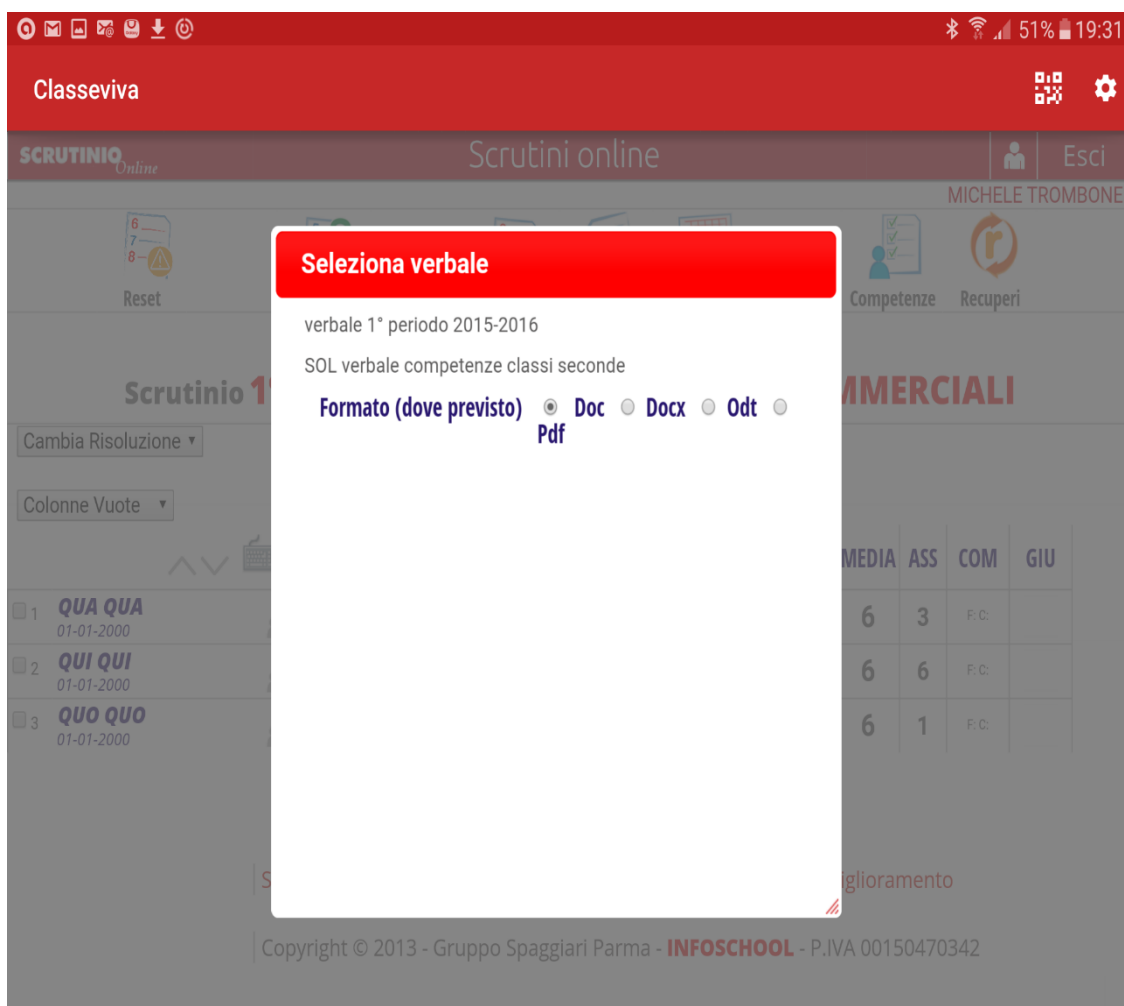 51% 19:31
Classeviva
SCRUTINIO Online Scrutini online Esci
MICHELE TROMBONE
6
7
8
Reset Competenze Recuperi
Seleziona verbale
verbale 1° periodo 2015-2016
SOL verbale competenze classi seconde
Formato (dove previsto) Doc Docx Odt
Pdf
Scrutinio 1 MMERCIALI
Cambia Risoluzione
Colonne Vuote
MEDIA ASS COM GIU
1 QUA QUA 6 3 F: C:
01-01-2000
2 QUI QUI 6 6 F: C:
01-01-2000
3 QUO QUO 6 1 F: C:
01-01-2000
S iglioramento
Copyright © 2013 - Gruppo Spaggiari Parma - INFOSCHOOL - P.IVA 00150470342